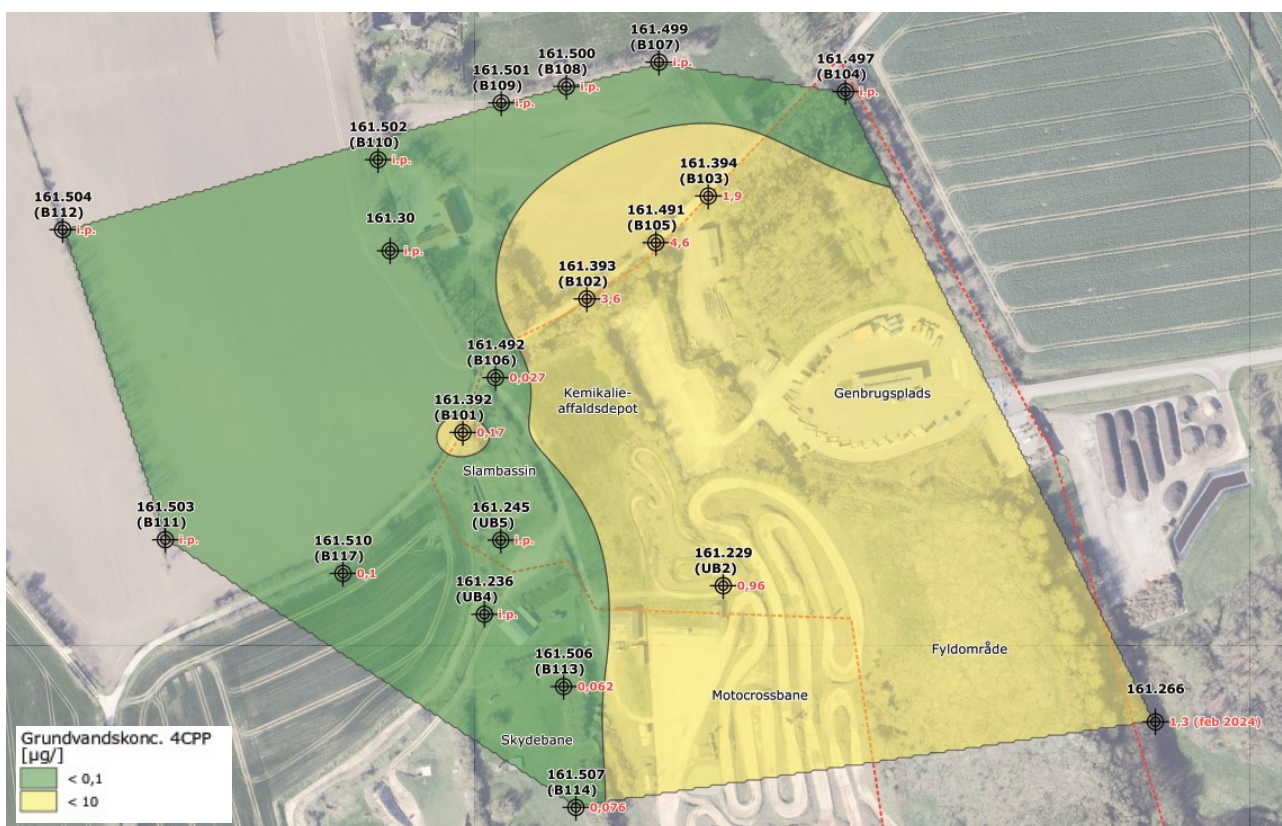 161.499
(B107)
i.p.
161.500
(B108)
i.p.
161.497
(B104)
i.p.
161.501
(B109)
i.p.
161.502
(B110)
i.p.
161.394
(B103)
1,9
161.504
(B112)
i.p.
161.30
i.p.
161.491
(B105)
4,6
161.393
(B102)
3,6
161.492
(B106)
0,027
Kemikalie-
affaldsdepot
Genbrugsplads
161.392
(B101)
0,17
Slambassin
161.503
(B111)
i.p.
161.245
(UB5)
i.p.
161.510
(B117)
0,1
161.229
(UB2)
0,96
161.236
(UB4)
i.p.
161.506
(B113)
0,062
Fyldområde
Motocrossbane
161.266
1,3 (feb 2024)
Skydebane
161.507
(B114)
0,076
Grundvandskonc. 4CPP
[µg/]
< 0,1
< 10